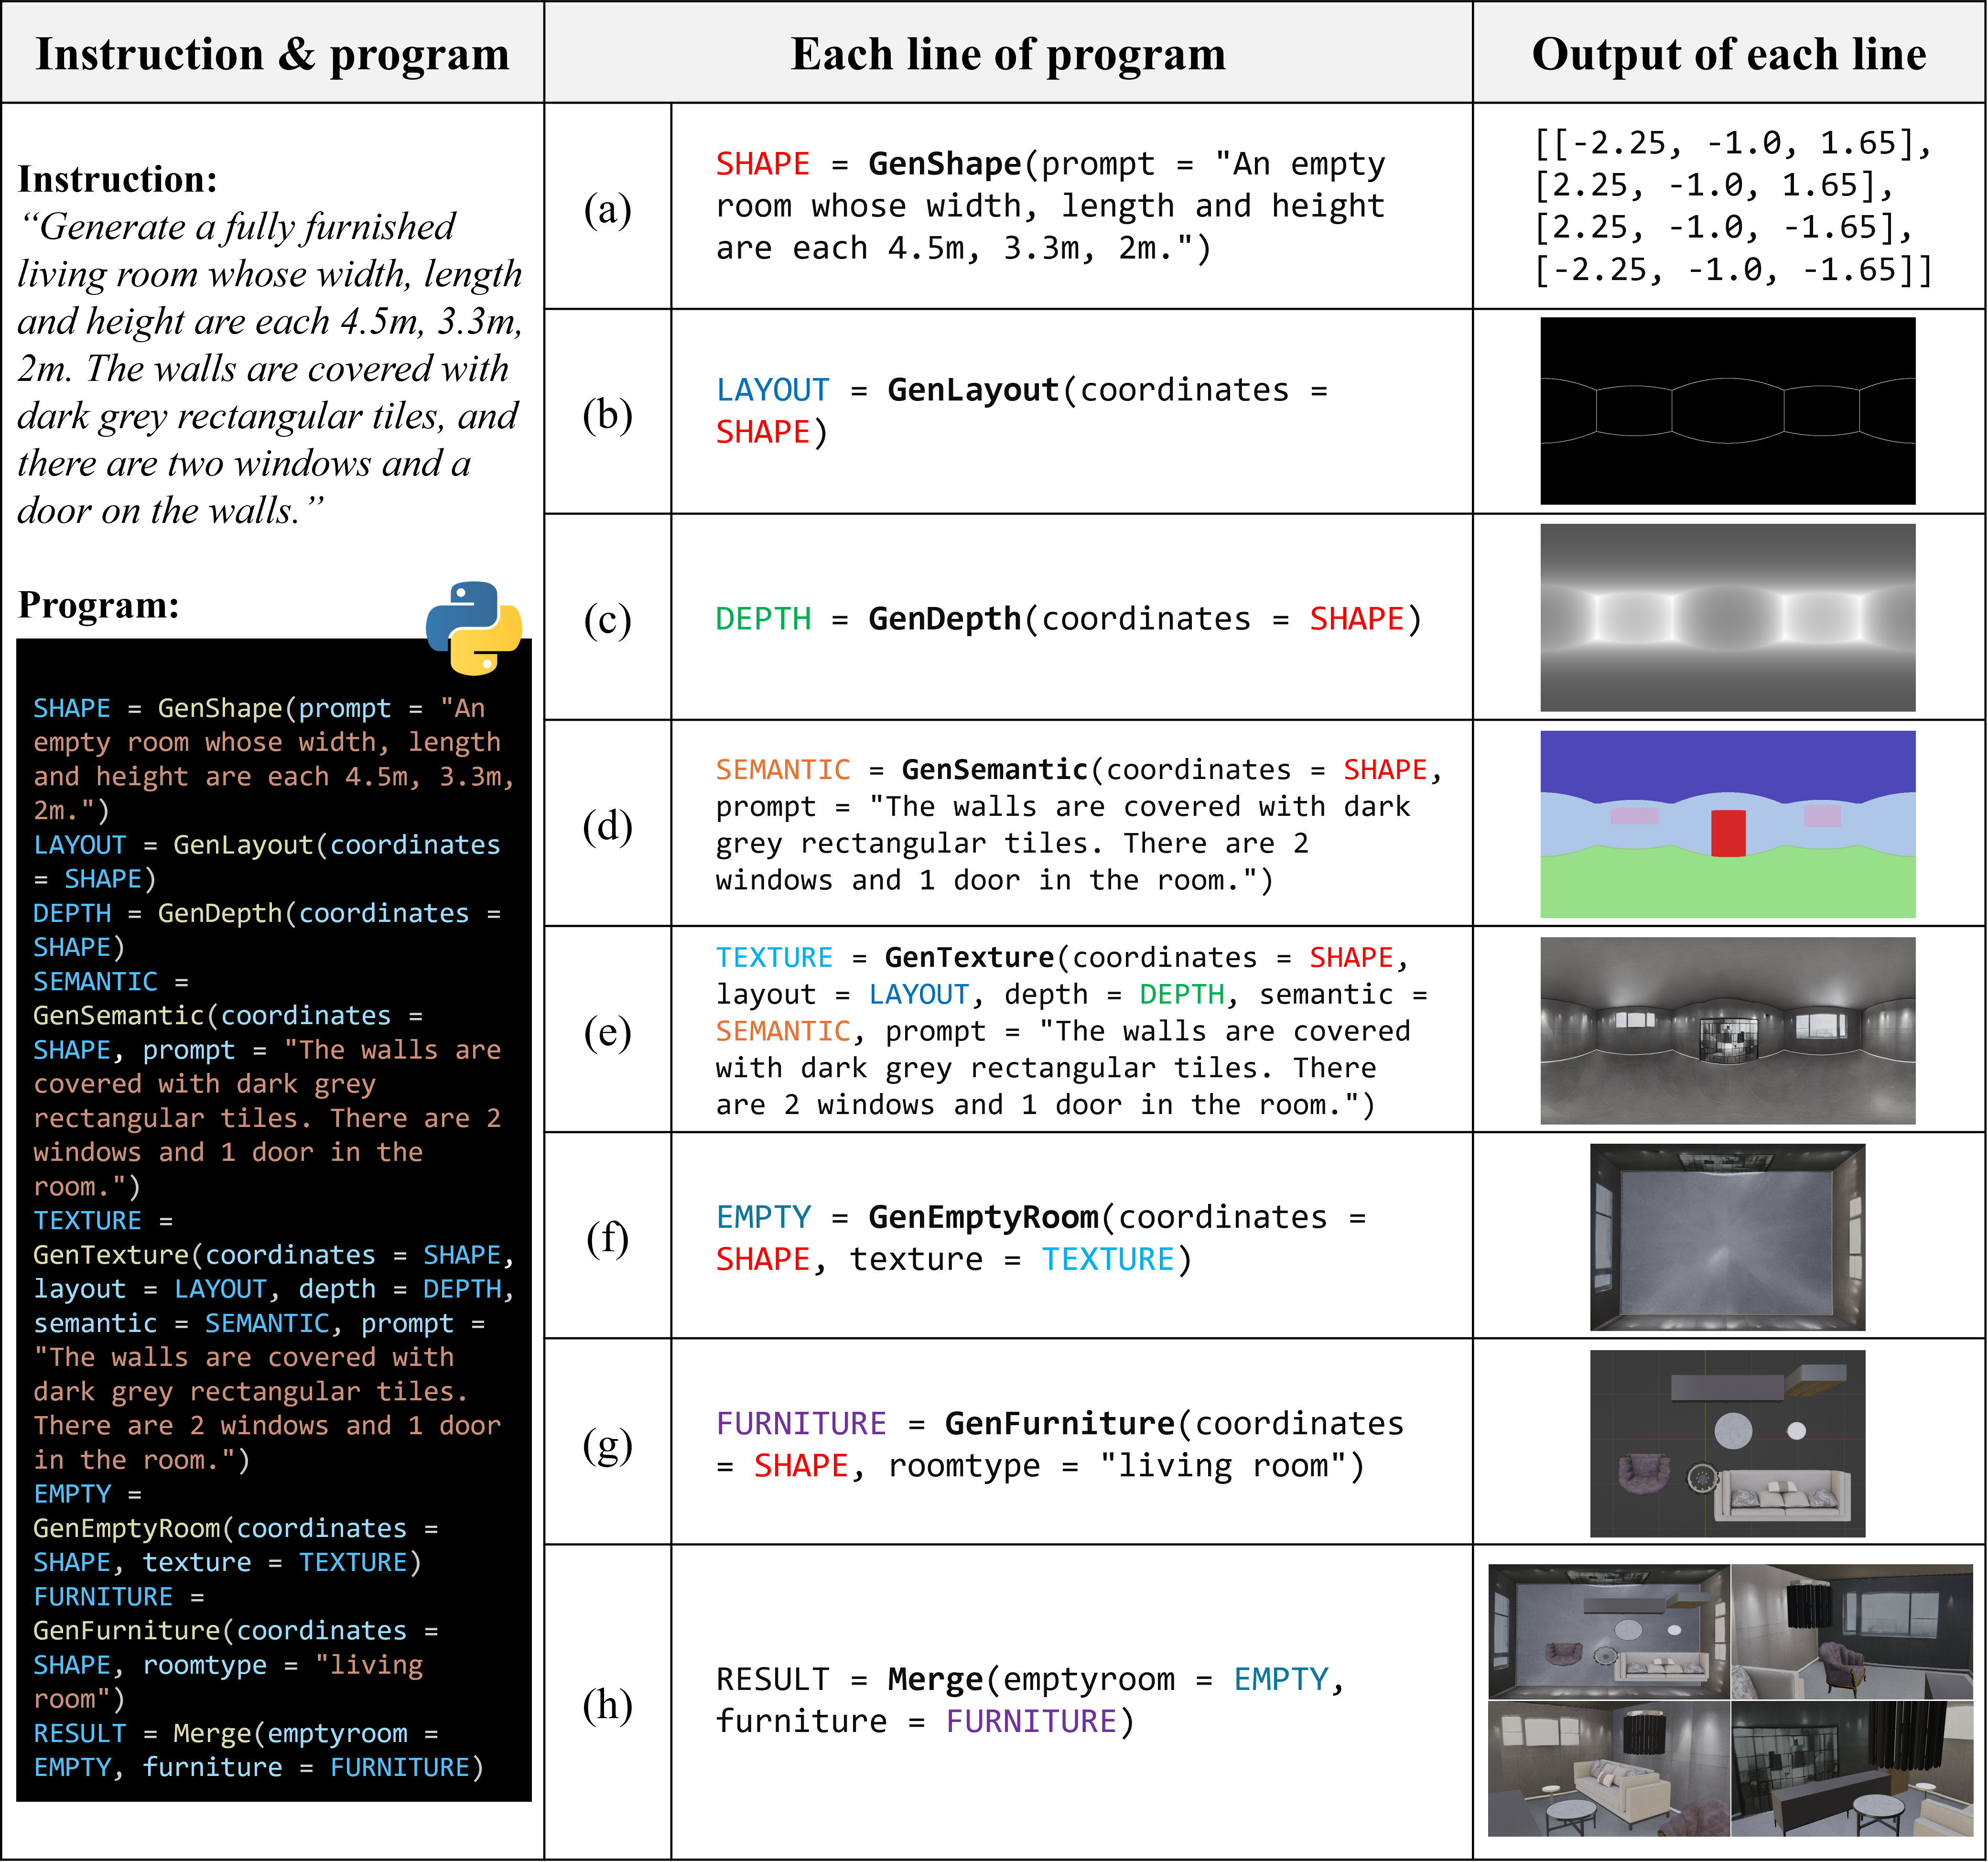 Instruction & program
Each line of program
Output of each line
Instruction:
“Generate a fully furnished
living room whose width, length
and height are each 4.5m, 3.3m,
2m. The walls are covered with
dark grey rectangular tiles, and
there are two windows and a
door on the walls.”
Program:
SHAPE = GenShape(prompt = "An
empty room whose width, length
and height are each 4.5m, 3.3m,
2m.")
LAYOUT = GenLayout(coordinates
= SHAPE)
DEPTH = GenDepth(coordinates =
SHAPE)
SEMANTIC =
GenSemantic(coordinates =
SHAPE, prompt = "The walls are
covered with dark grey
rectangular tiles. There are 2
windows and 1 door in the
room.")
TEXTURE =
GenTexture(coordinates = SHAPE,
layout = LAYOUT, depth = DEPTH,
semantic = SEMANTIC, prompt =
"The walls are covered with
dark grey rectangular tiles.
There are 2 windows and 1 door
in the room.")
EMPTY =
GenEmptyRoom(coordinates =
SHAPE, texture = TEXTURE)
FURNITURE =
GenFurniture(coordinates =
SHAPE, roomtype = "living
room")
RESULT = Merge(emptyroom =
EMPTY, furniture = FURNITURE)
(a)
SHAPE = GenShape(prompt = "An empty
room whose width, length and height
are each 4.5m, 3.3m, 2m.")
[[-2.25, -1.0, 1.65],
[2.25, -1.0, 1.65],
[2.25, -1.0, -1.65],
[-2.25, -1.0, -1.65]]
(b)
LAYOUT = GenLayout(coordinates =
SHAPE)
(c)
DEPTH = GenDepth(coordinates = SHAPE)
(d)
SEMANTIC = GenSemantic(coordinates = SHAPE,
prompt = "The walls are covered with dark
grey rectangular tiles. There are 2
windows and 1 door in the room.")
(e)
TEXTURE = GenTexture(coordinates = SHAPE,
layout = LAYOUT, depth = DEPTH, semantic =
SEMANTIC, prompt = "The walls are covered
with dark grey rectangular tiles. There
are 2 windows and 1 door in the room.")
(f)
EMPTY = GenEmptyRoom(coordinates =
SHAPE, texture = TEXTURE)
(g)
FURNITURE = GenFurniture(coordinates
= SHAPE, roomtype = "living room")
(h)
RESULT = Merge(emptyroom = EMPTY,
furniture = FURNITURE)